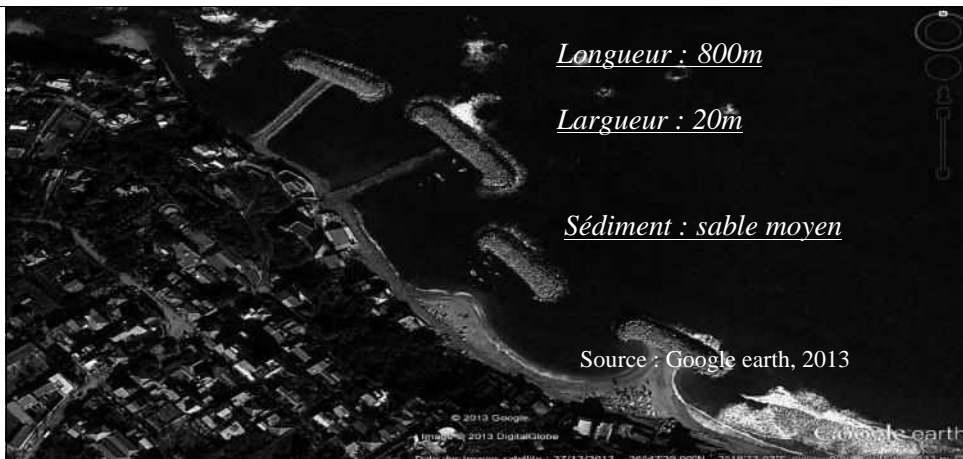 Longueur : 800m
Largueur : 20m
Sédiment : sable moyen
Source : Google earth, 2013
© 2013 Google
Image © 2013 DigitalGlobe
Google earth